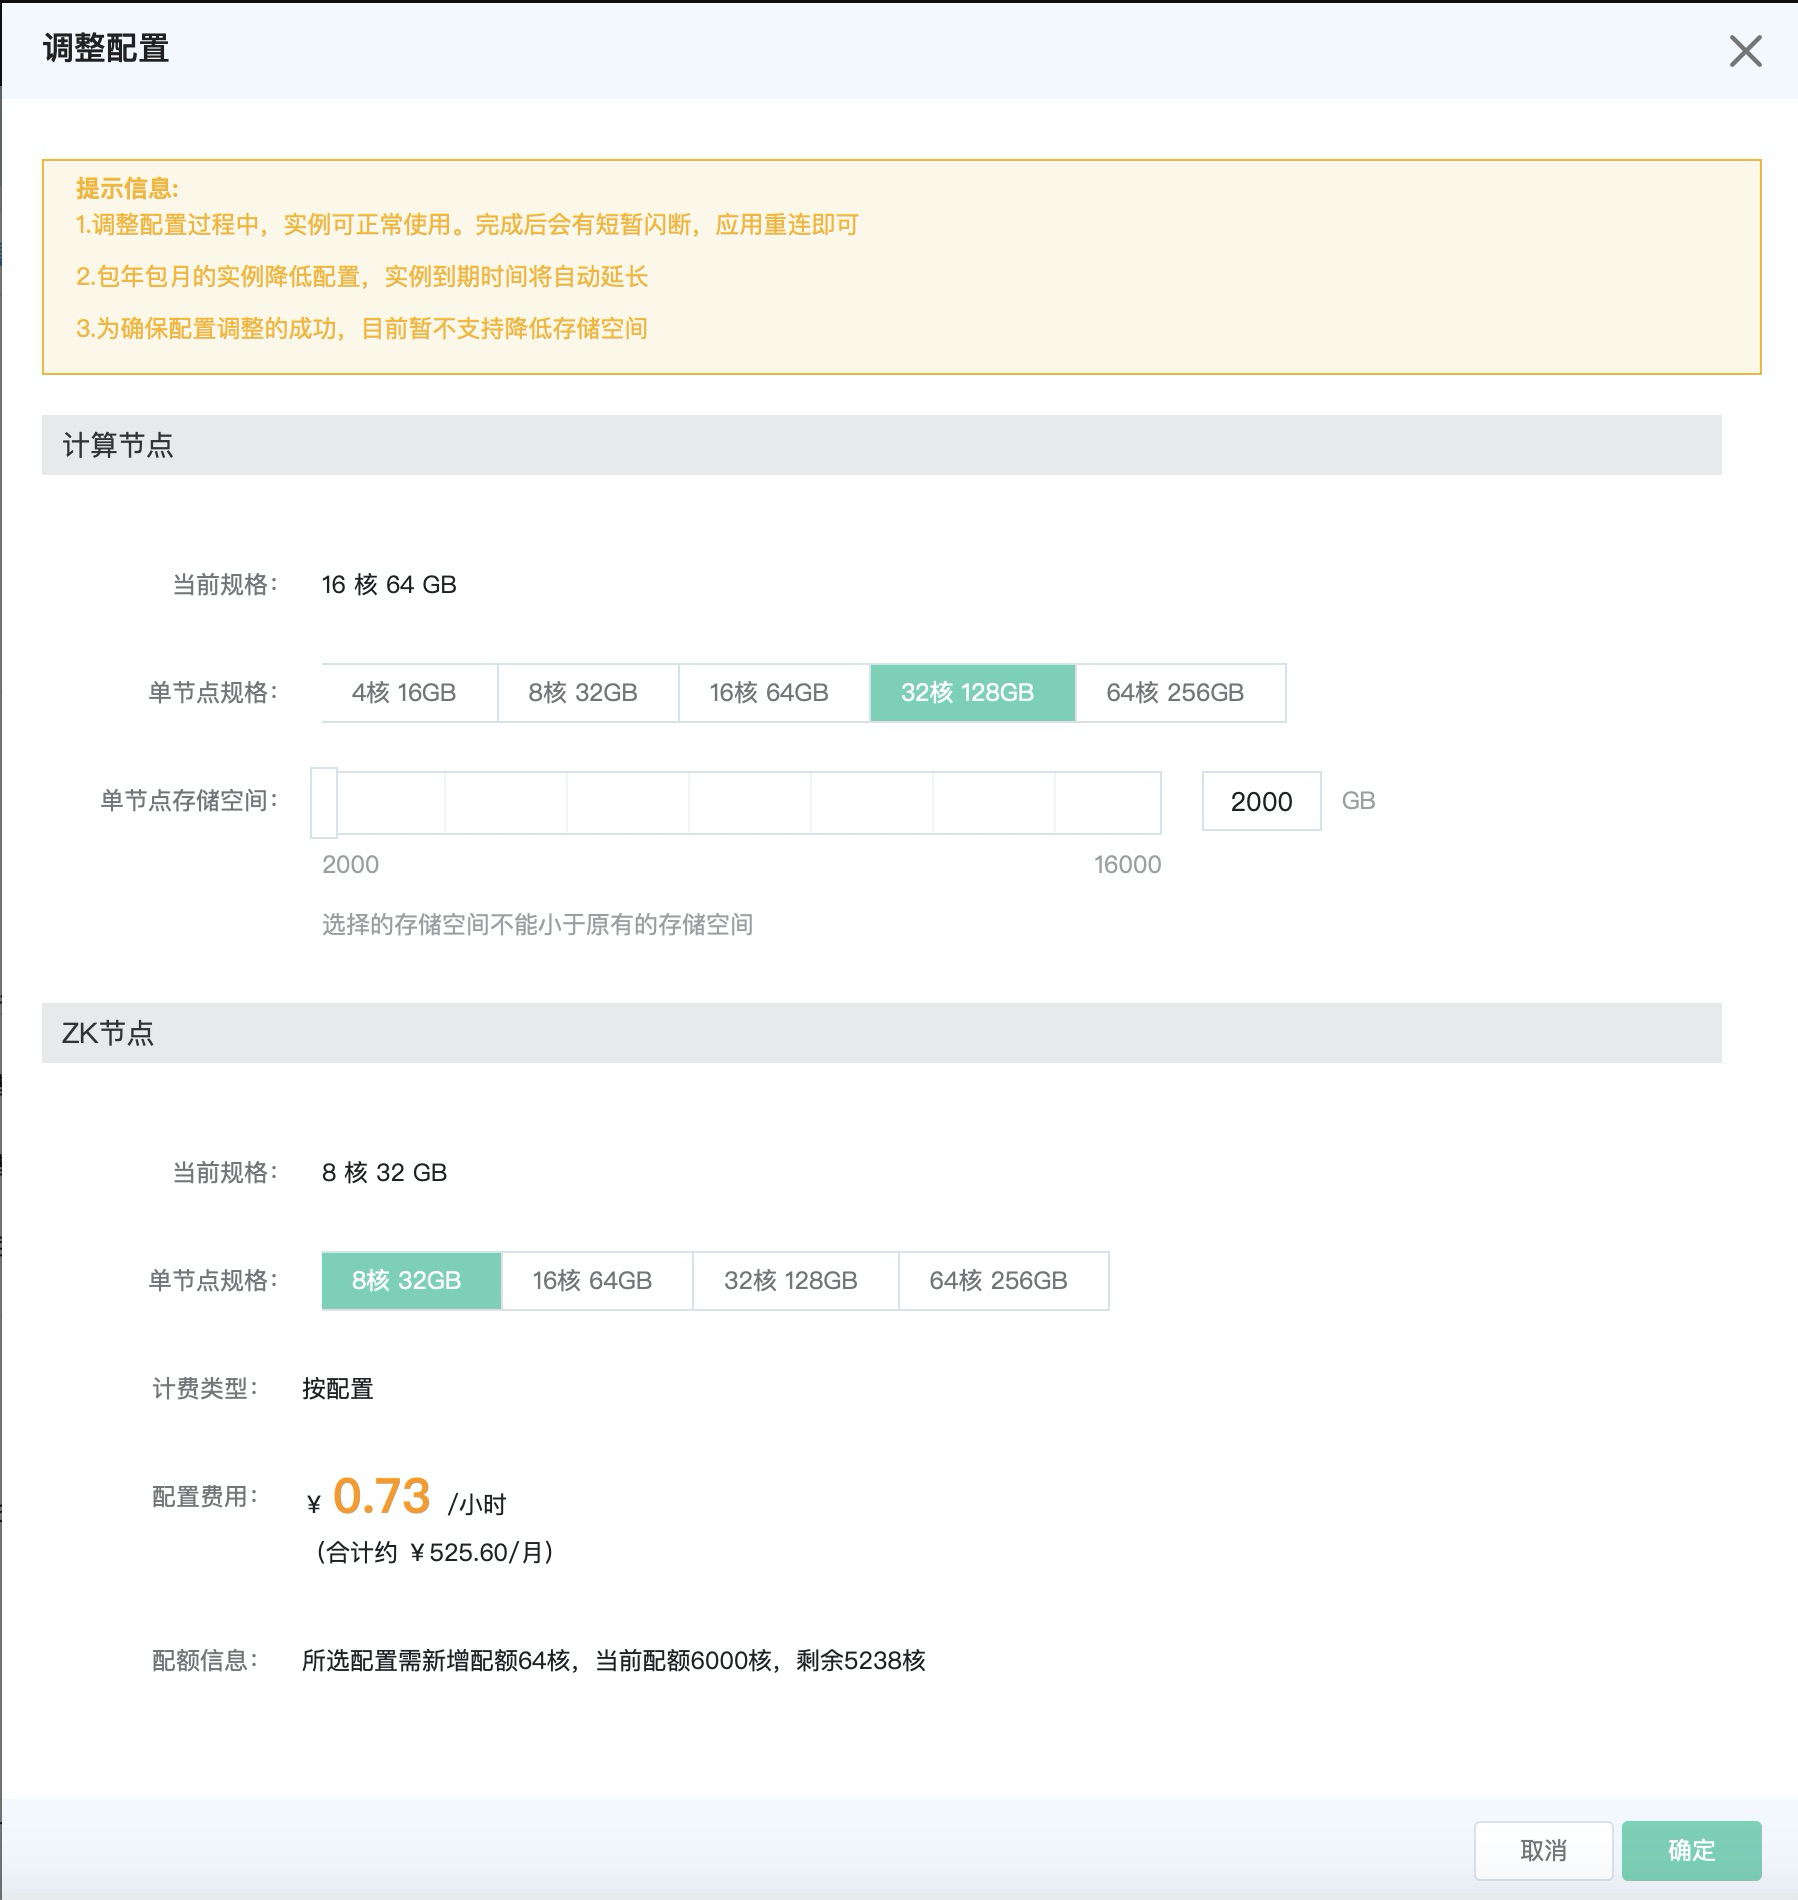 调整配置
提示信息:
1.调整配置过程中，实例可正常使用。完成后会有短暂闪断，应用重连即可
2.包年包月的实例降低配置，实例到期时间将自动延长
3.为确保配置调整的成功，目前暂不支持降低存储空间
计算节点
当前规格： 16 核 64 GB
单节点规格： 4核 16GB 8核 32GB 16核 64GB 32核 128GB 64核 256GB
单节点存储空间： 2000 GB
2000 16000
选择的存储空间不能小于原有的存储空间
ZK节点
当前规格： 8 核 32 GB
单节点规格： 8核 32GB 16核 64GB 32核 128GB 64核 256GB
计费类型： 按配置
配置费用： ¥ 0.73 /小时
（合计约 ¥525.60/月）
配额信息： 所选配置需新增配额64核，当前配额6000核，剩余5238核
取消 确定